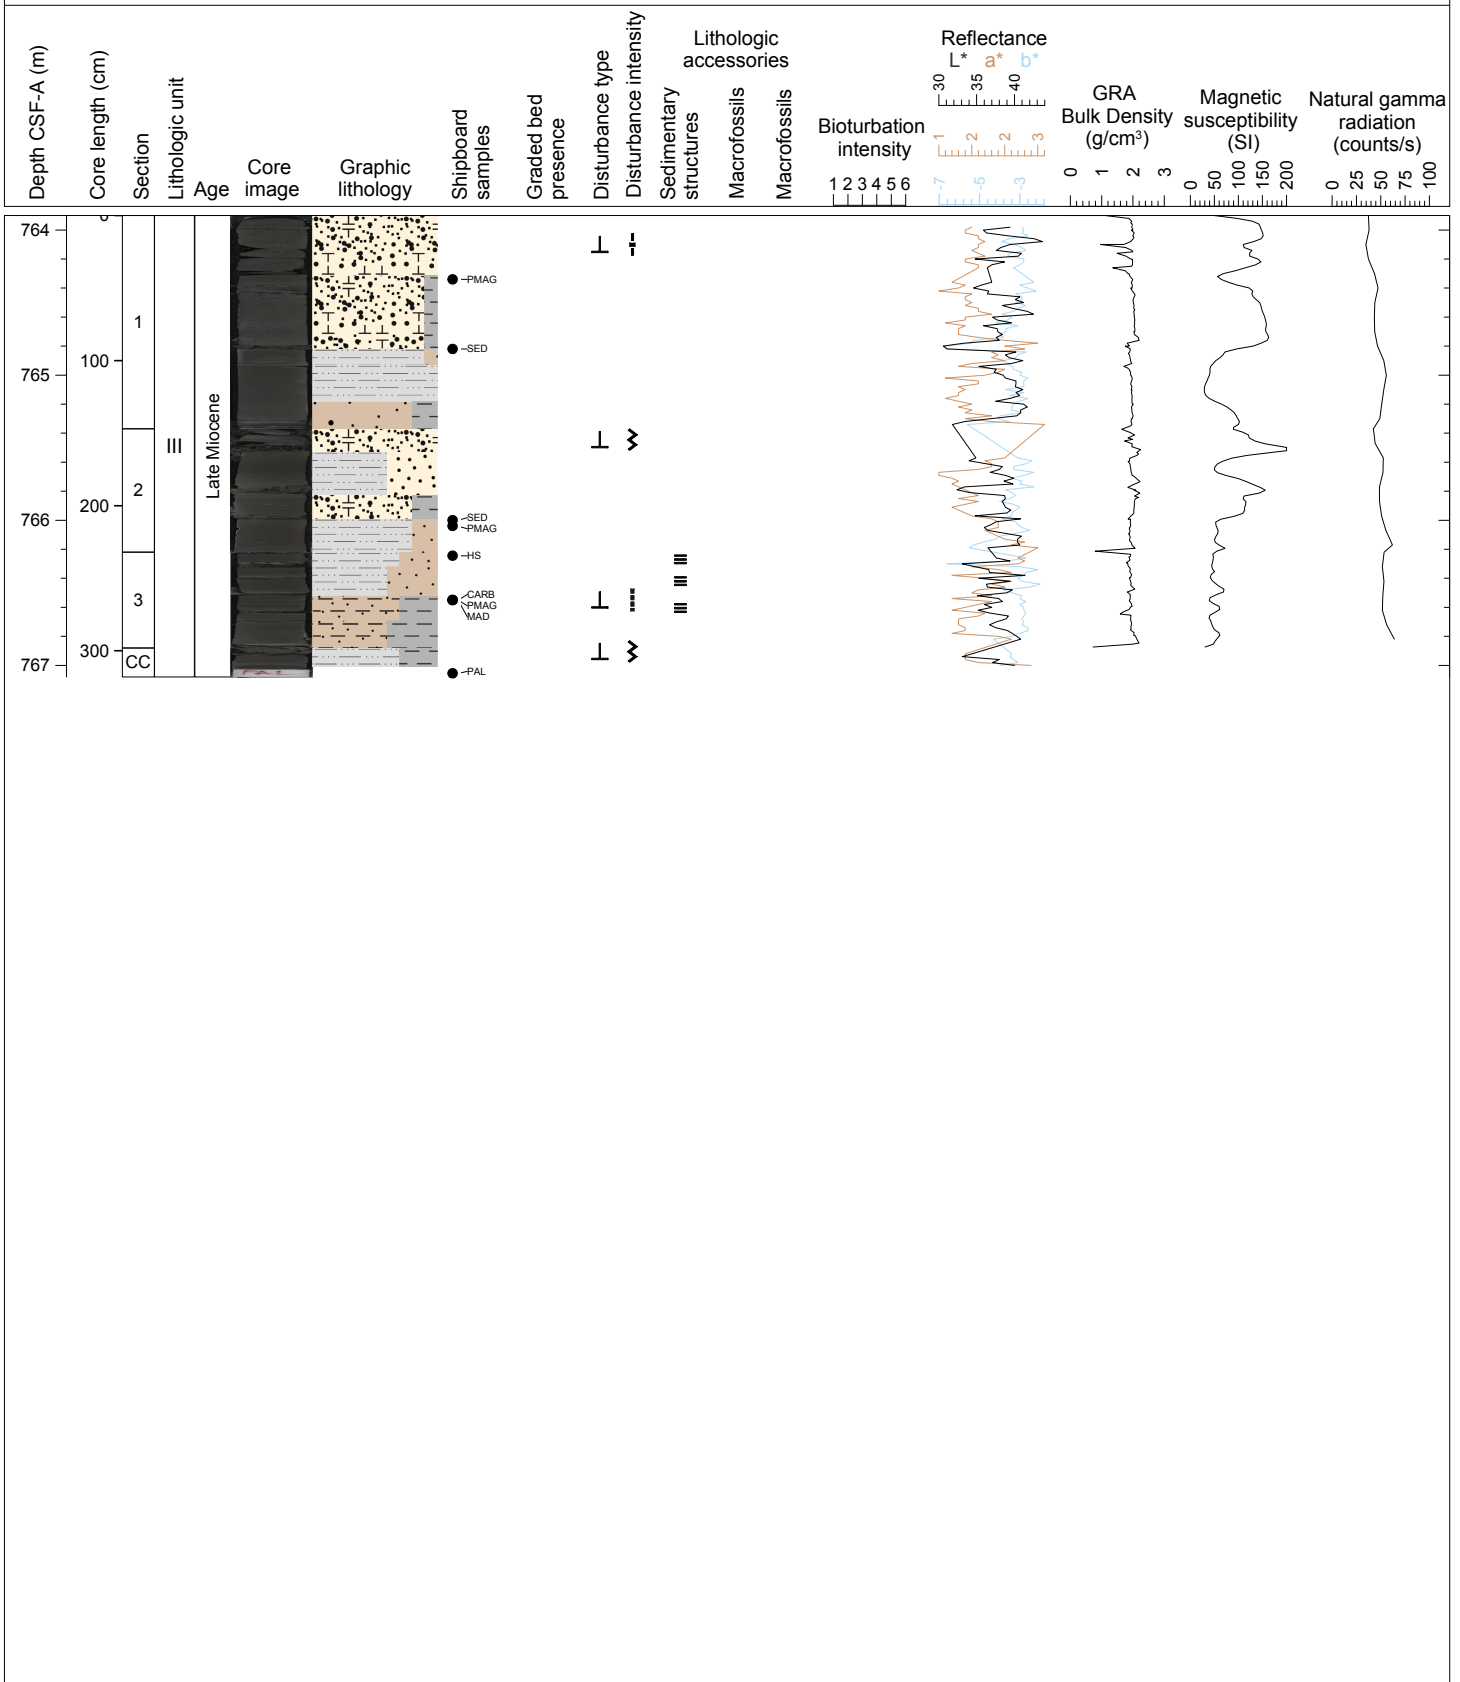 Depth CSF-A (m)
Core length (cm)
Section
Lithologic unit
Age
Core
image
Graphic
lithology
Shipboard
samples
Graded bed
presence
Disturbance type
Disturbance intensity
Lithologic
accessories
Sedimentary
structures
Macrofossils
Macrofossils
Bioturbation
intensity
1 2 3 4 5 6
Reflectance
L* a* b*
30 35 40
1 2 2 3
-7 -5 -3
GRA
Bulk Density
(g/cm³)
0 1 2 3
Magnetic
susceptibility
(SI)
0 50 100 150 200
Natural gamma
radiation
(counts/s)
0 25 50 75 100
764
765
766
767
0
100
200
300
1
2
3
CC
III
Late Miocene
PMAG
SED
SED
PMAG
HS
CARB
PMAG
MAD
PAL